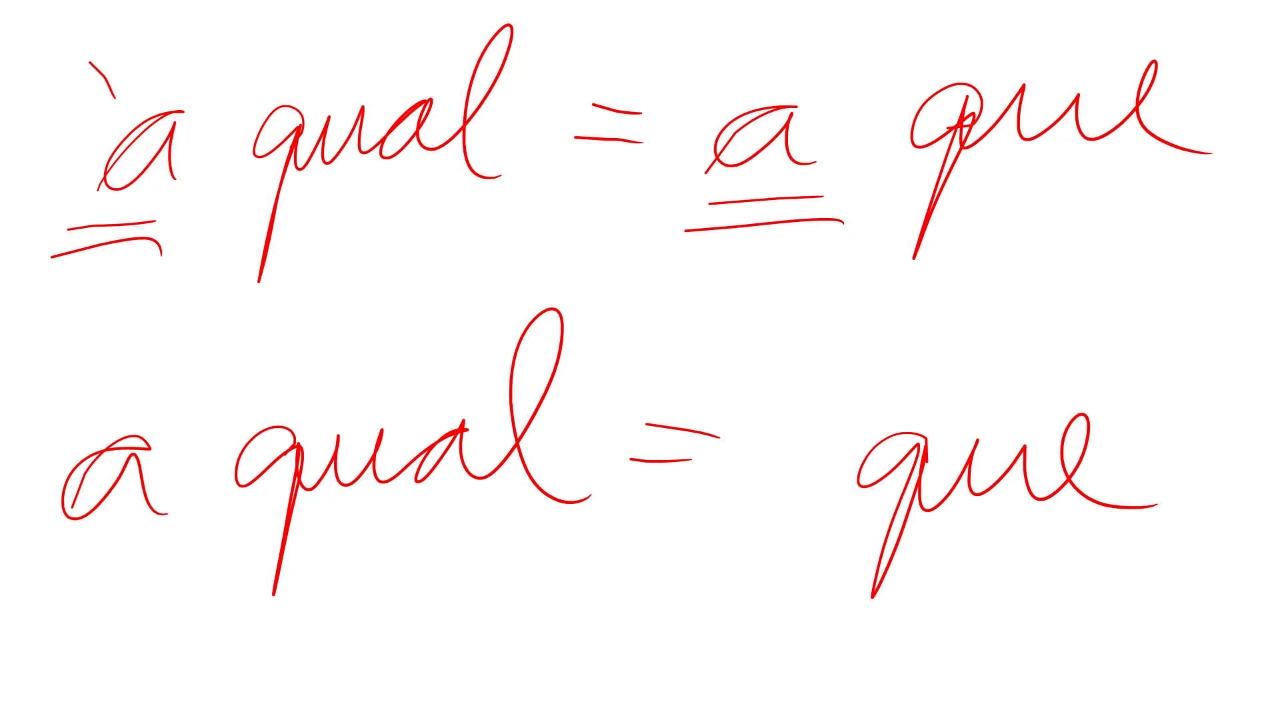 à qual = a que
a qual = que